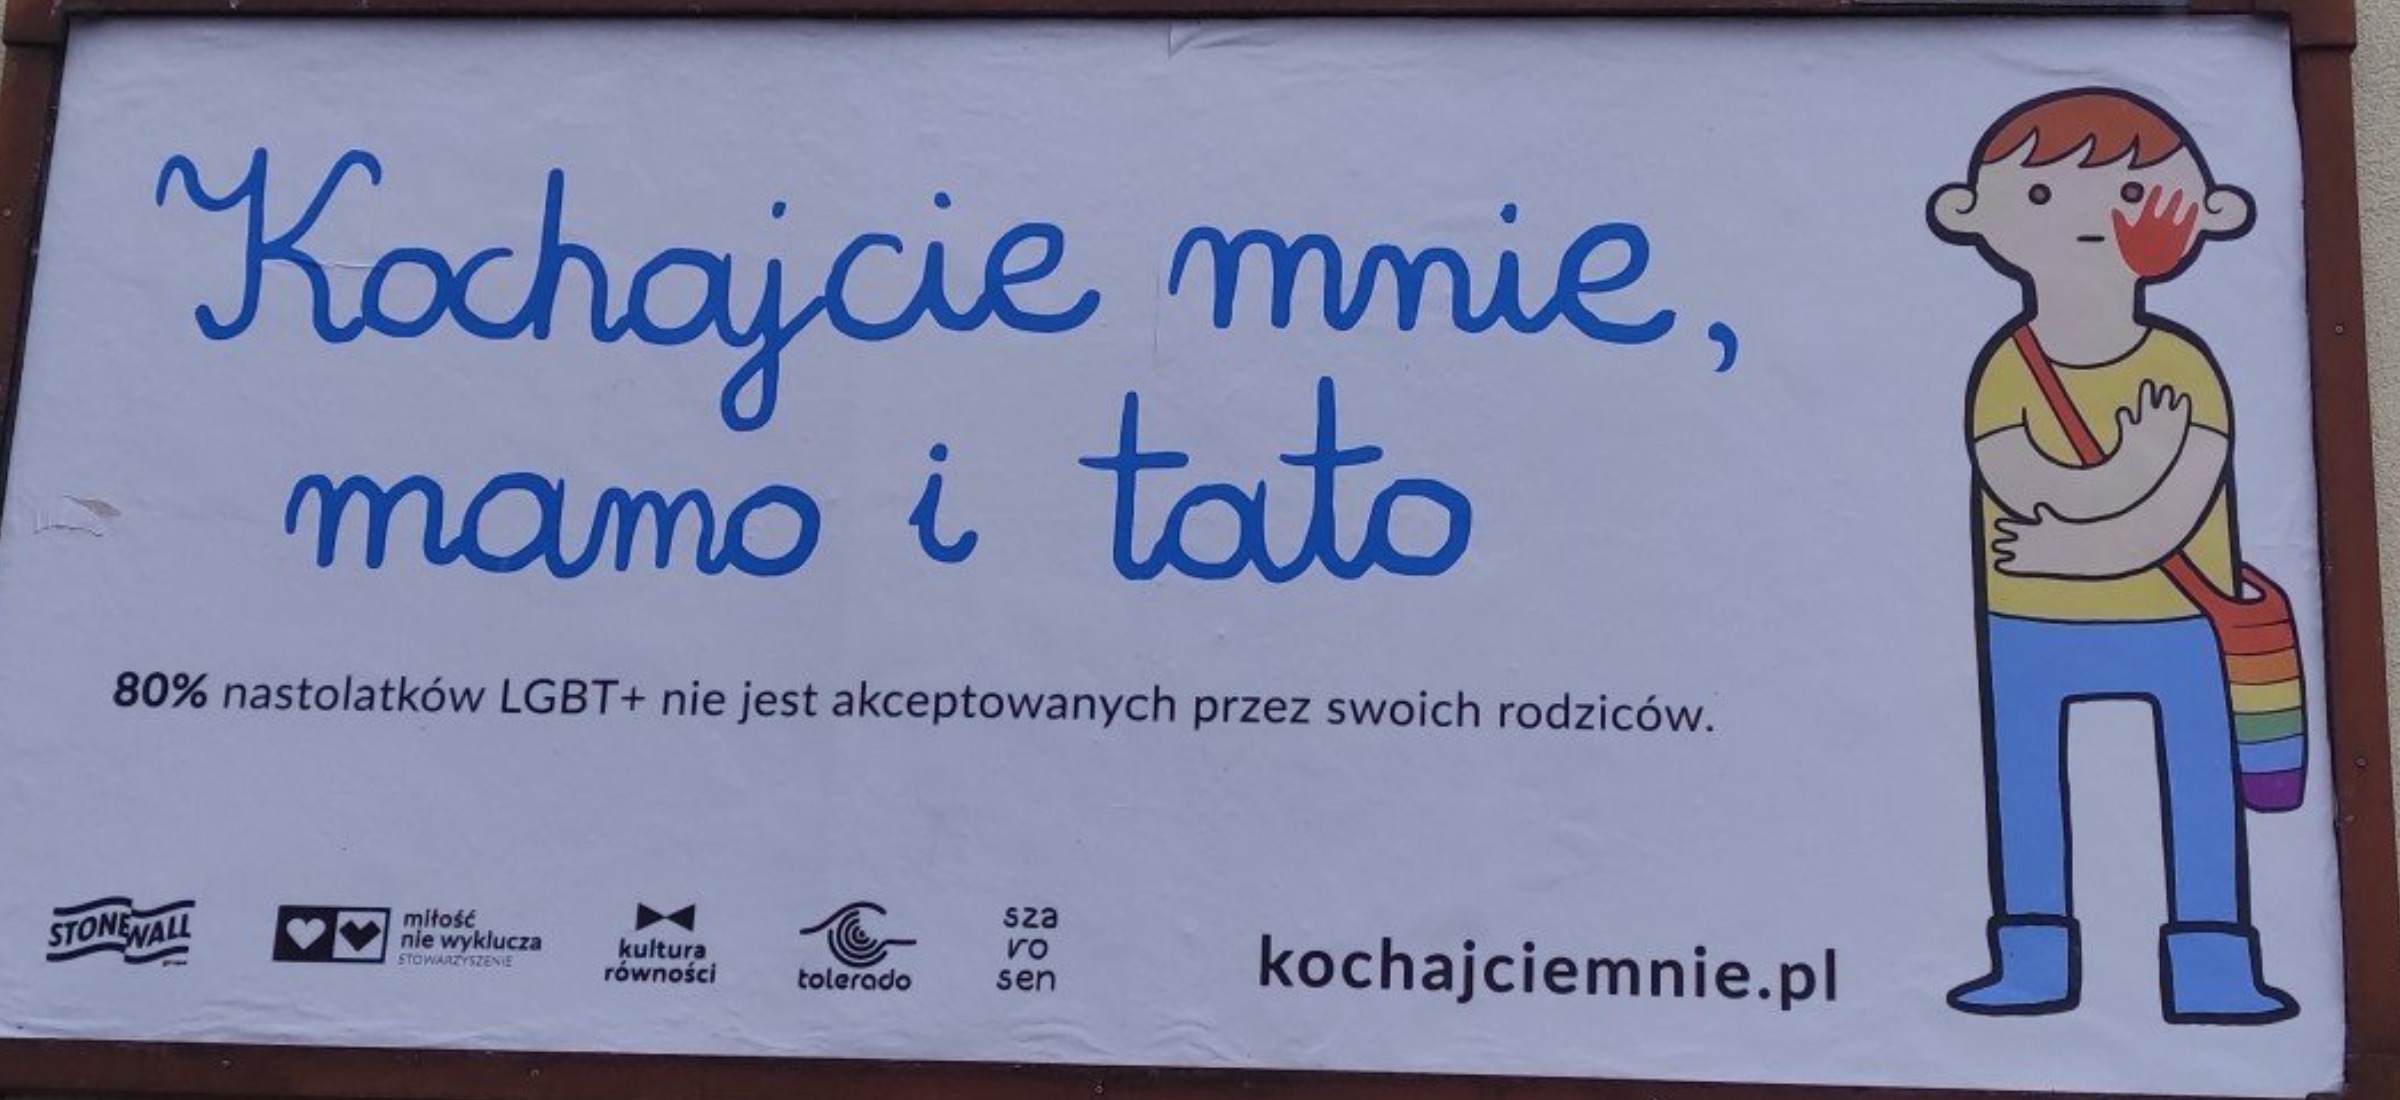 Kochajcie mnie,
mamo i tato
80% nastolatków LGBT+ nie jest akceptowanych przez swoich rodziców.
STONEWALL
miłość
nie wyklucza
STOWARZYSZENIE
kultura
równości
tolerado
sza
ro
sen
kochajciemnie.pl